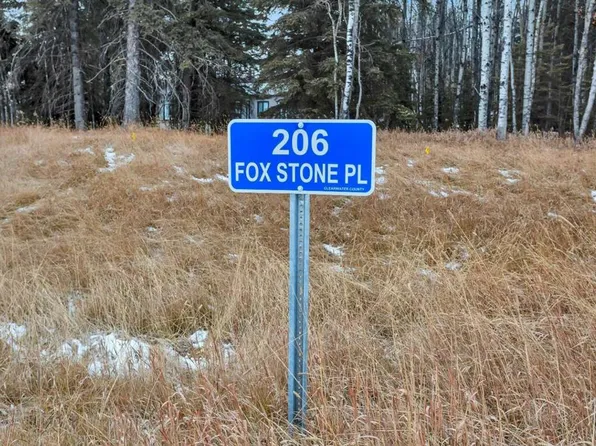 206
FOX STONE PL
CLEARWATER COUNTY